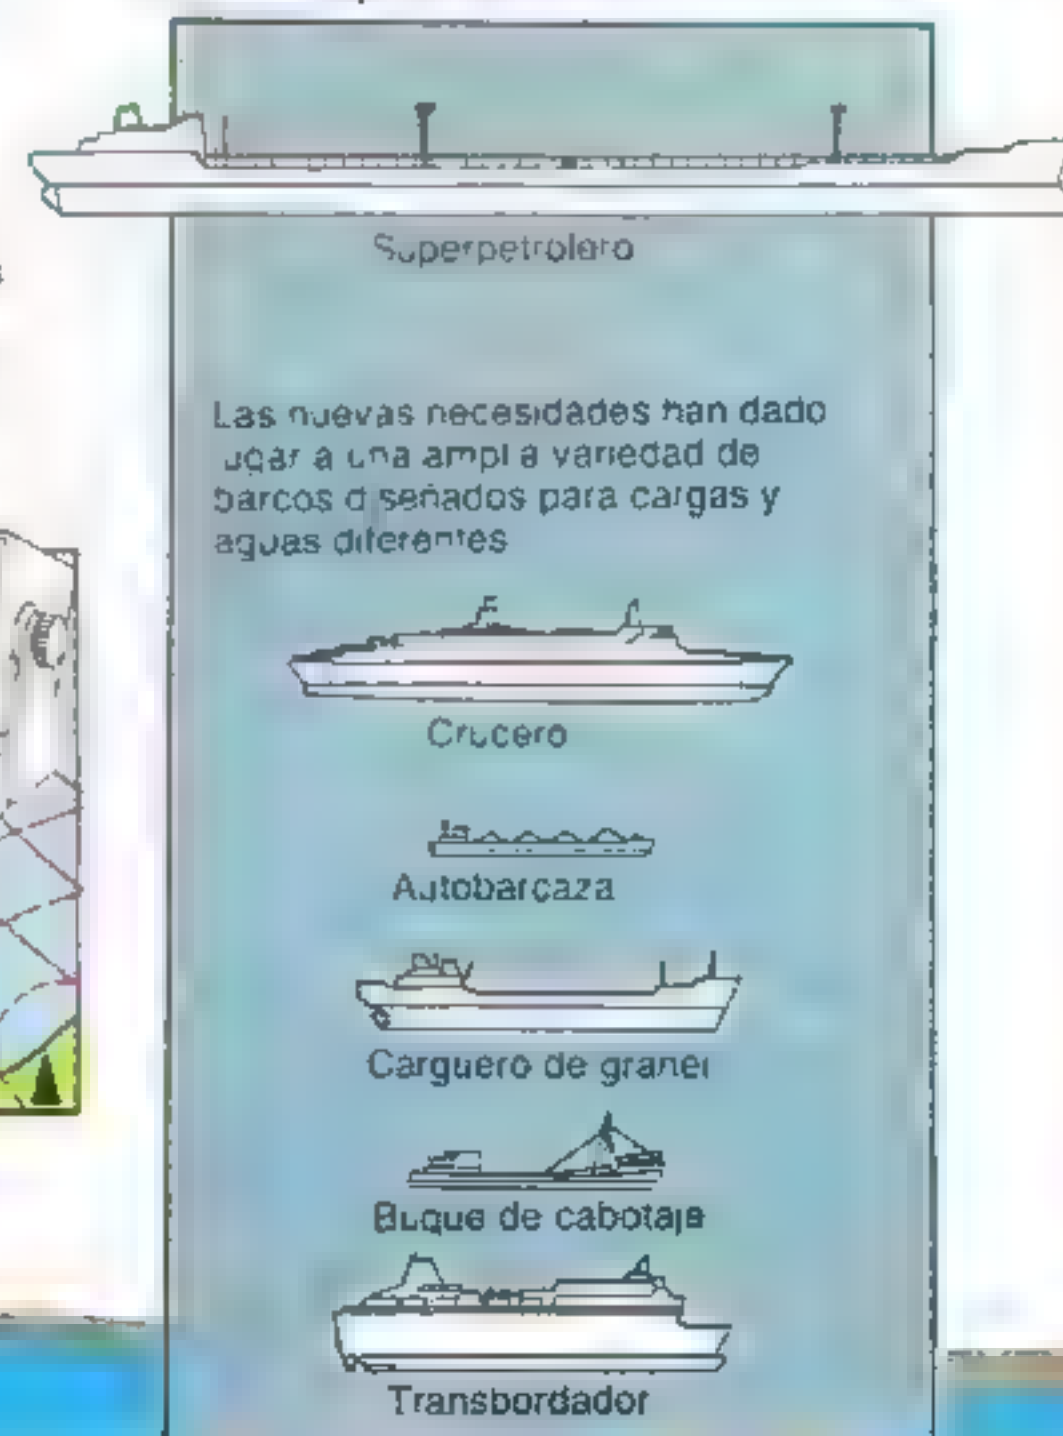 Superpetrolero
Las nuevas necesidades han dado
lugar a una amplia variedad de
barcos diseñados para cargas y
aguas diferentes
Crucero
Autobarcaza
Carguero de granel
Buque de cabotaje
Transbordador